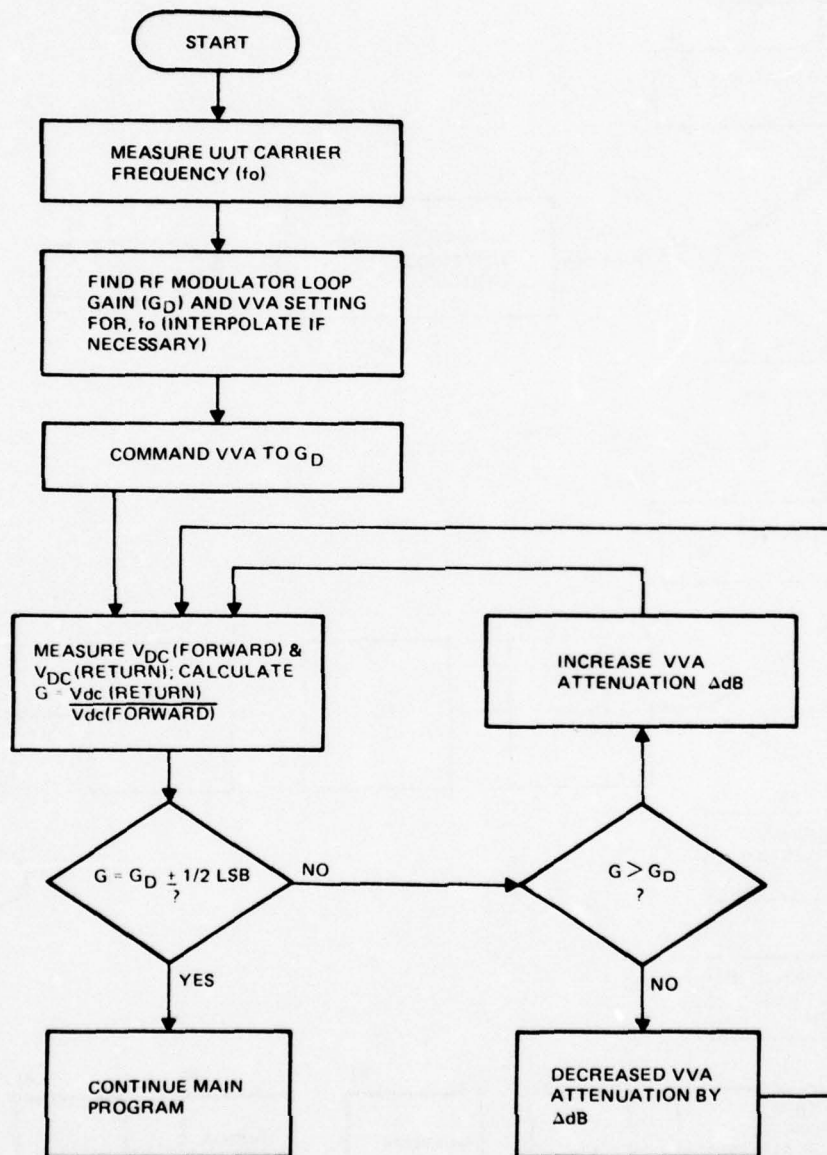 START
MEASURE UUT CARRIER
FREQUENCY (fo)
FIND RF MODULATOR LOOP
GAIN (GD) AND VVA SETTING
FOR, fo (INTERPOLATE IF
NECESSARY)
COMMAND VVA TO GD
MEASURE VDC (FORWARD) &
VDC (RETURN); CALCULATE
G = Vdc (RETURN)
Vdc(FORWARD)
INCREASE VVA
ATTENUATION ΔdB
G = GD ± 1/2 LSB
?
NO
G > GD
?
YES
NO
CONTINUE MAIN
PROGRAM
DECREASED VVA
ATTENUATION BY
ΔdB